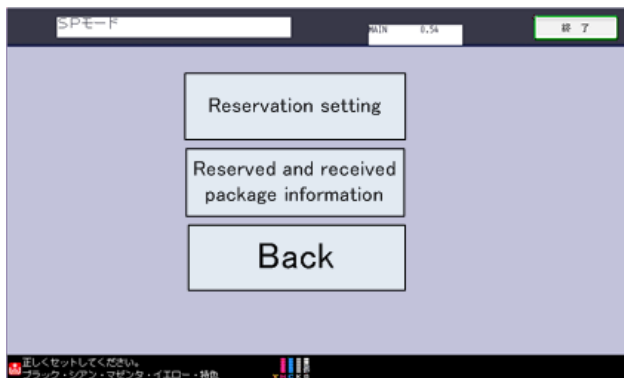 SPモード
MAIN 0.54
終 了
Reservation setting
Reserved and received
package information
Back
正しくセットしてください。
ブラック・シアン・マゼンタ・イエロー・特色